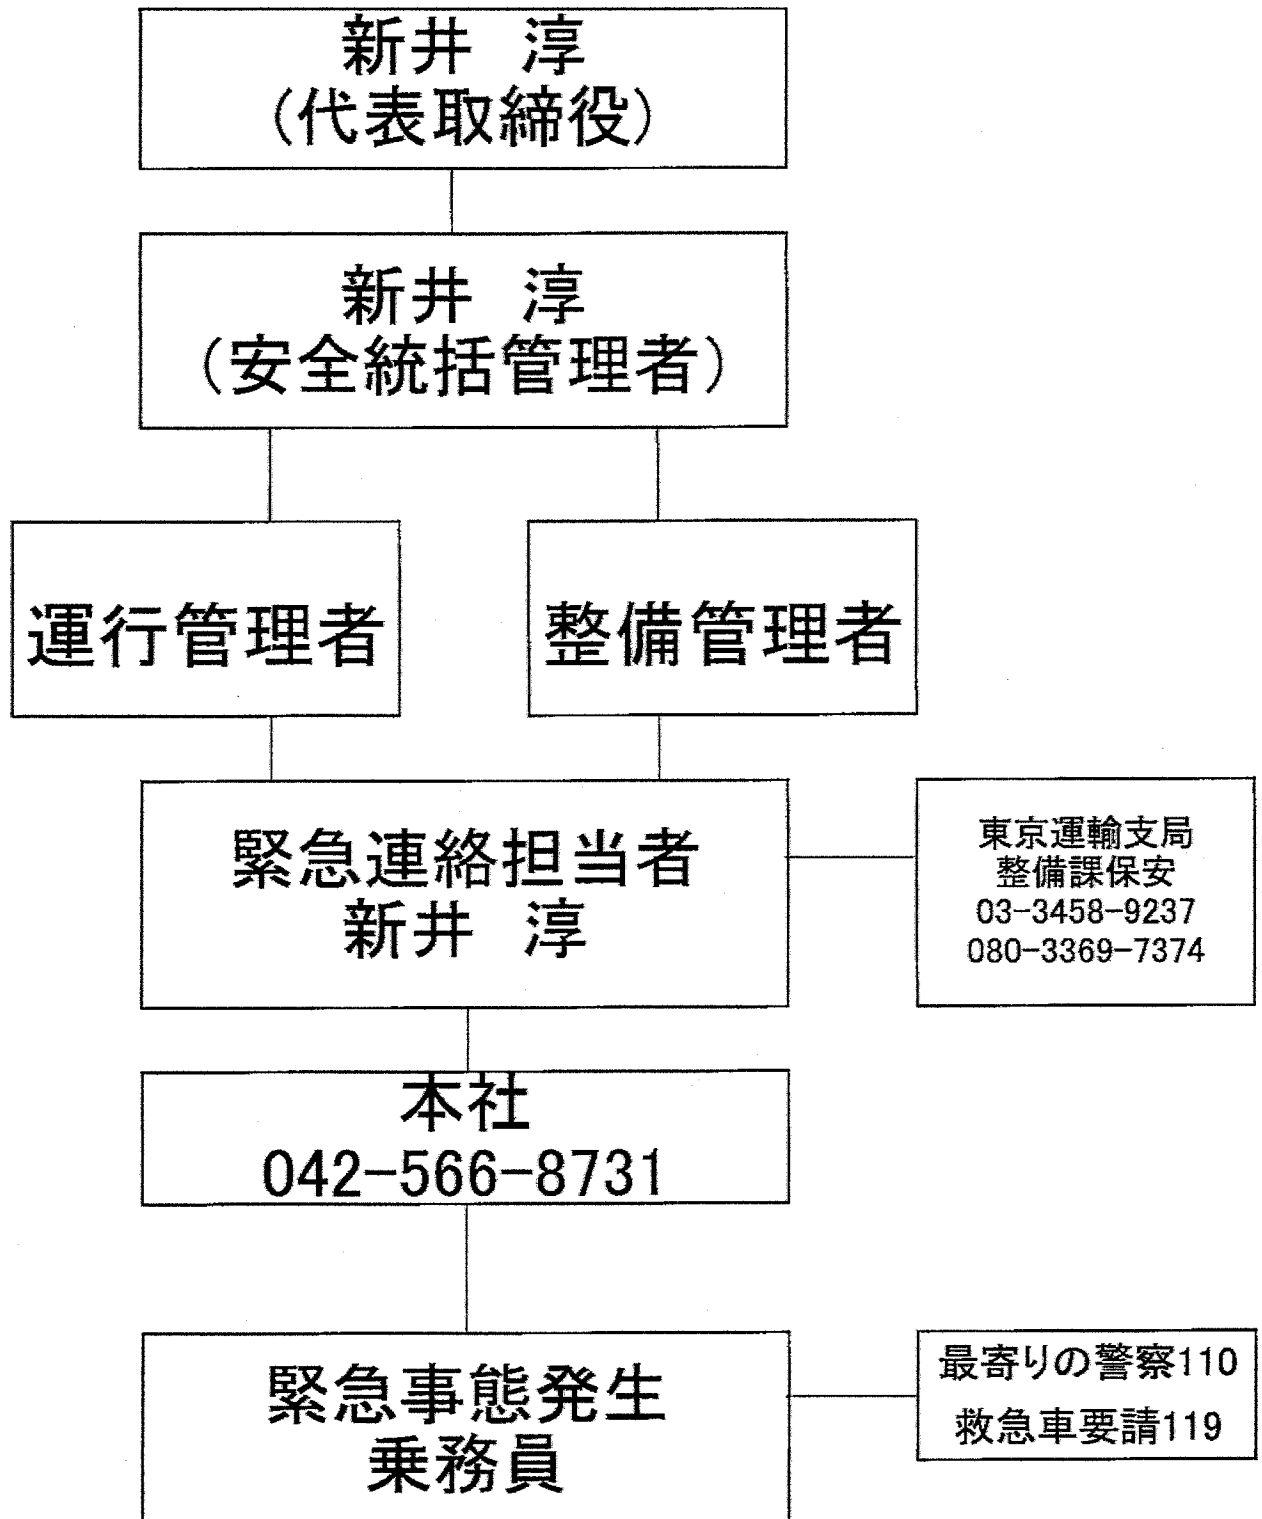 新井　淳
(代表取締役)
新井　淳
(安全統括管理者)
運行管理者
整備管理者
緊急連絡担当者
新井　淳
東京運輸支局
整備課保安
03-3458-9237
080-3369-7374
本社
042-566-8731
緊急事態発生
乗務員
最寄りの警察110
救急車要請119